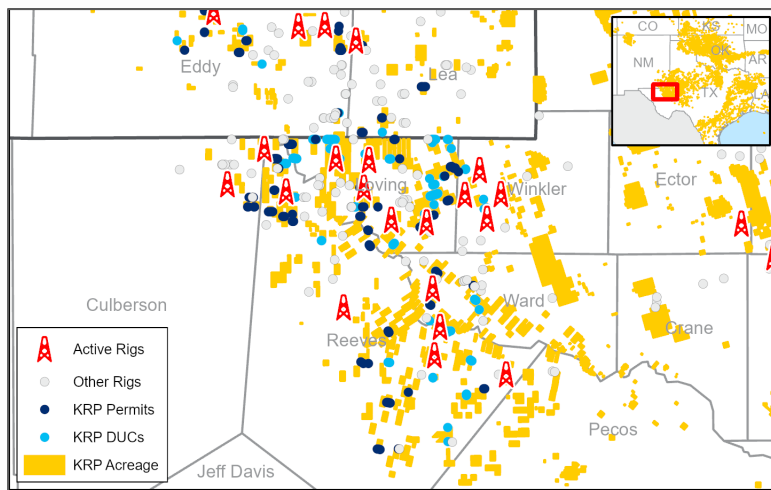 CO
KS
MO
OK
NM
AR
TX
LA
Eddy
Lea
Loving
Winkler
Ector
Culberson
Ward
Reeves
Crane
Pecos
Jeff Davis
Active Rigs
Other Rigs
KRP Permits
KRP DUCs
KRP Acreage